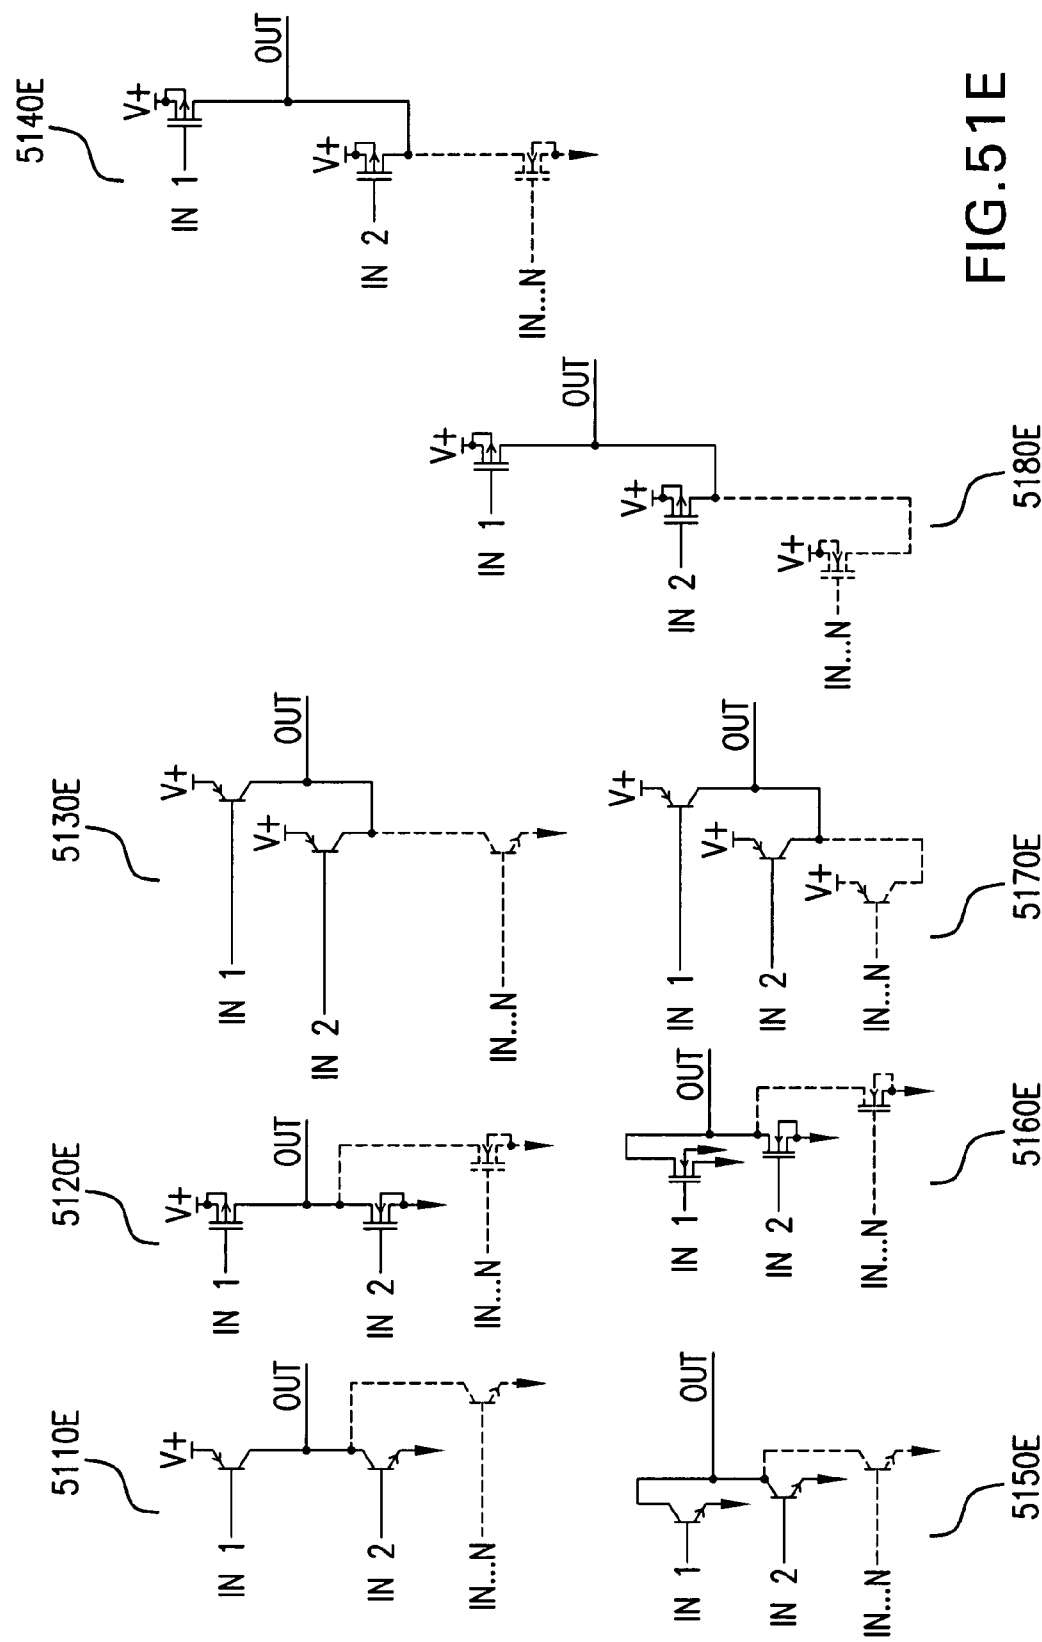 5110E
V+
IN 1
OUT
IN 2
IN...N
5120E
V+
IN 1
OUT
IN 2
IN...N
5130E
V+
IN 1
OUT
V+
IN 2
IN...N
5140E
V+
IN 1
OUT
V+
IN 2
IN...N
5150E
OUT
IN 1
IN 2
IN...N
5160E
OUT
IN 1
IN 2
IN...N
5170E
V+
IN 1
OUT
V+
IN 2
V+
IN...N
5180E
V+
IN 1
OUT
V+
IN 2
V+
IN...N
FIG.51E